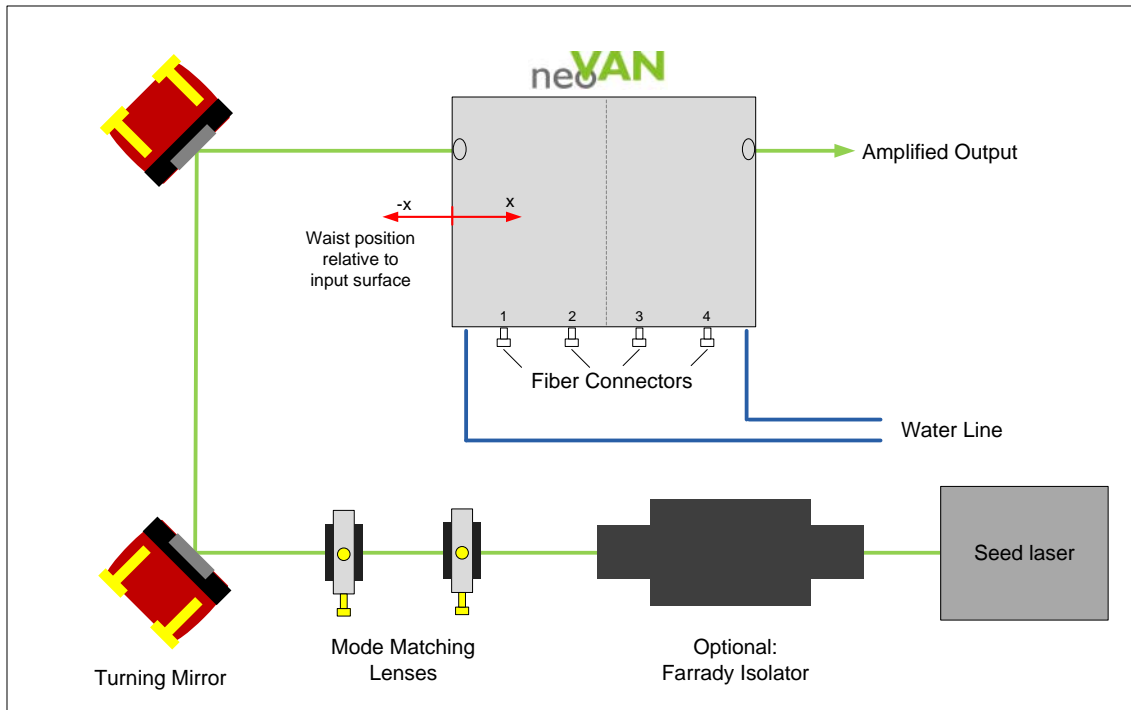 neoVAN
Amplified Output
-x
x
Waist position
relative to
input surface
1
2
3
4
Fiber Connectors
Water Line
Seed laser
Mode Matching
Lenses
Optional:
Farrady Isolator
Turning Mirror